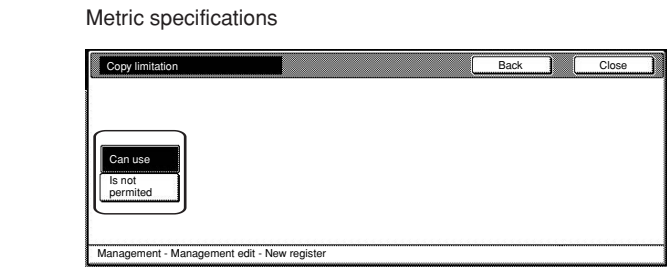 Metric specifications
Copy limitation
Back
Close
Can use
Is not
permited
Management - Management edit - New register